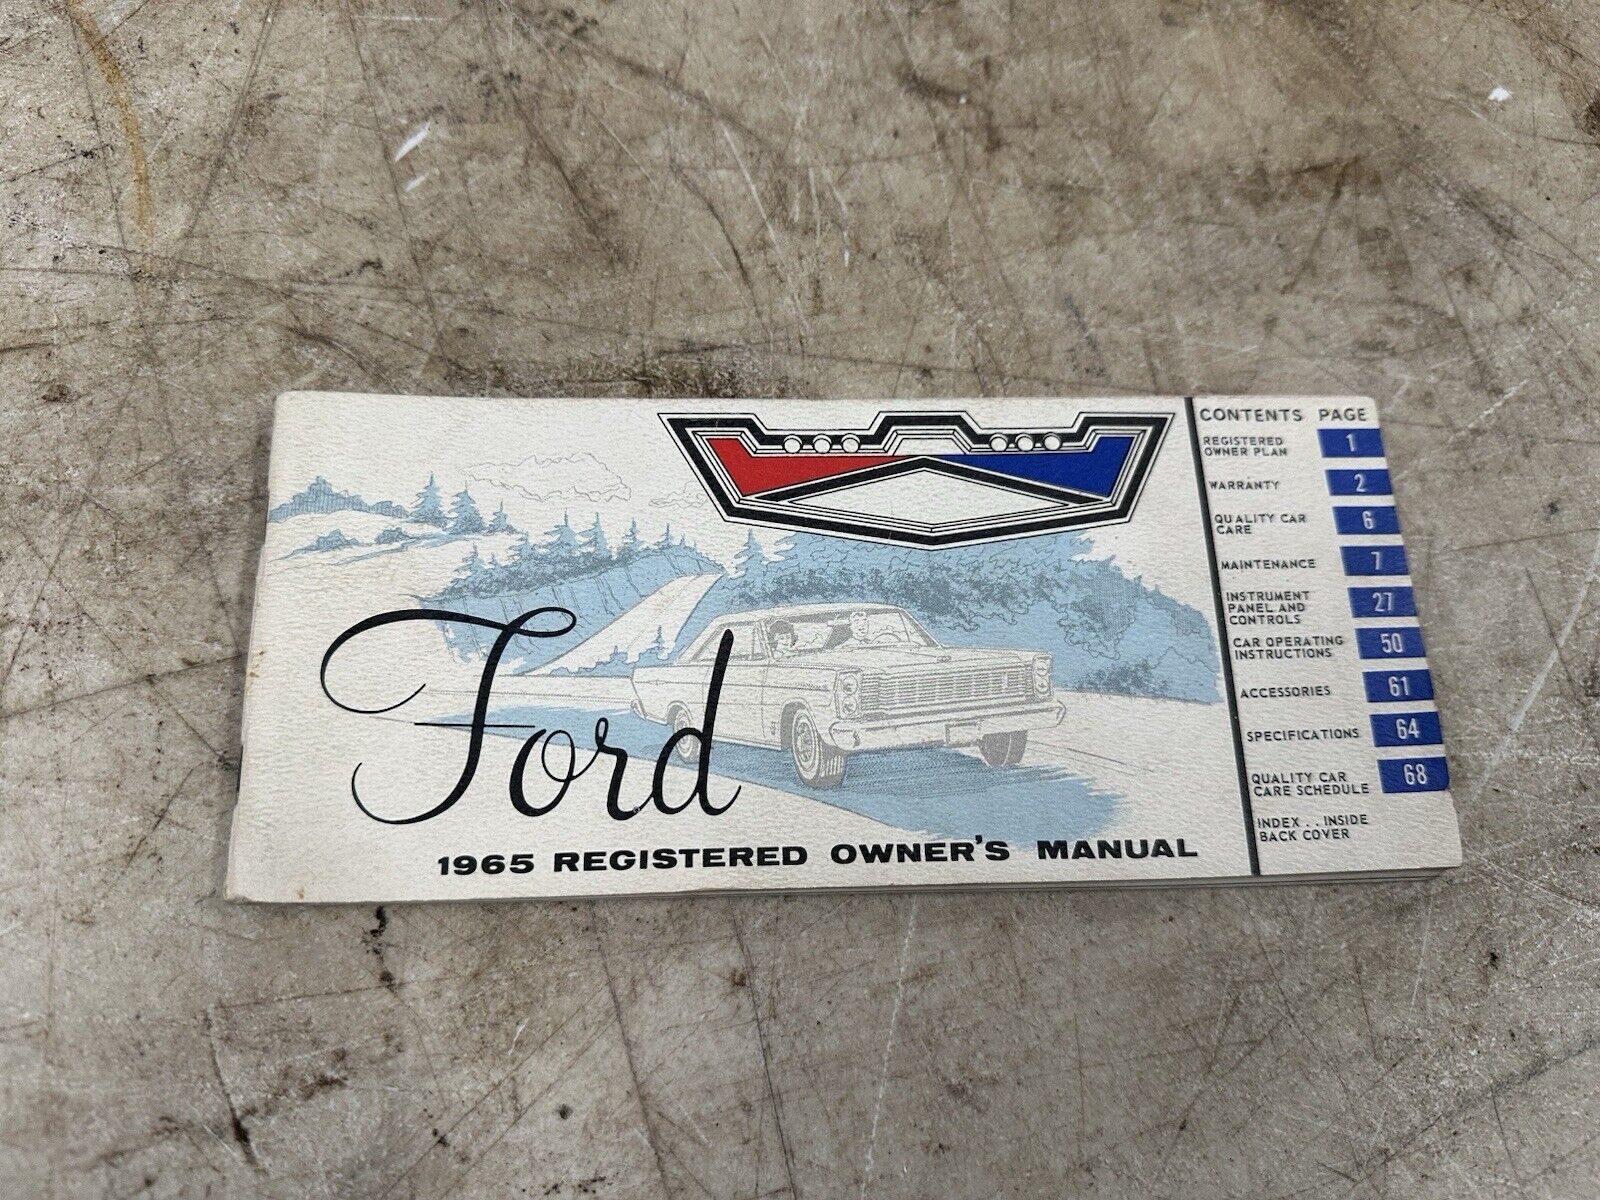 Ford
1965 REGISTERED OWNER'S MANUAL
CONTENTS PAGE
REGISTERED
OWNER PLAN 1
WARRANTY 2
QUALITY CAR
CARE 6
MAINTENANCE 7
INSTRUMENT
PANEL AND
CONTROLS 27
CAR OPERATING
INSTRUCTIONS 50
ACCESSORIES 61
SPECIFICATIONS 64
QUALITY CAR
CARE SCHEDULE 68
INDEX . . INSIDE
BACK COVER